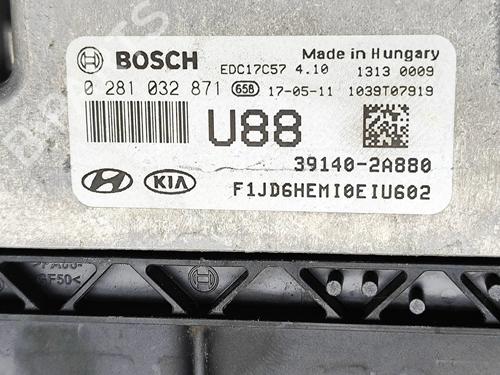 BOSCH
Made in Hungary
EDC17C57 4.10 1313 0009
0 281 032 871 658 17-05-11 1039T07919
U88
39140-2A880
KIA
F1JD6HEMI0EIU602